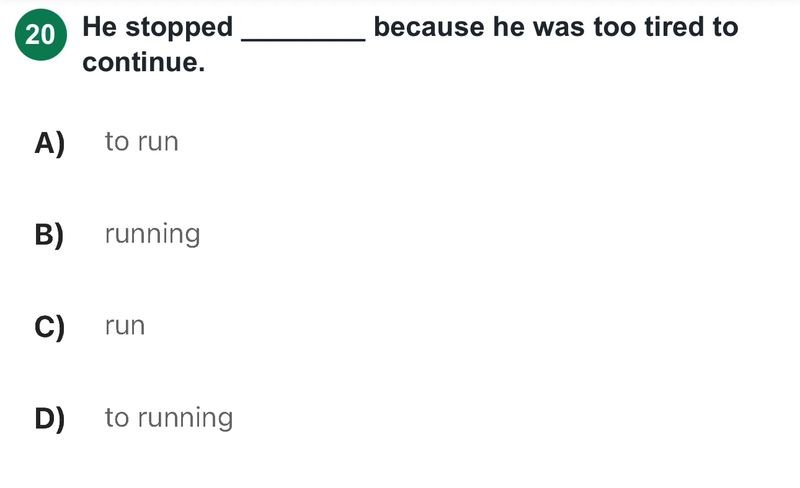 20 He stopped ________ because he was too tired to
continue.
A) to run
B) running
C) run
D) to running